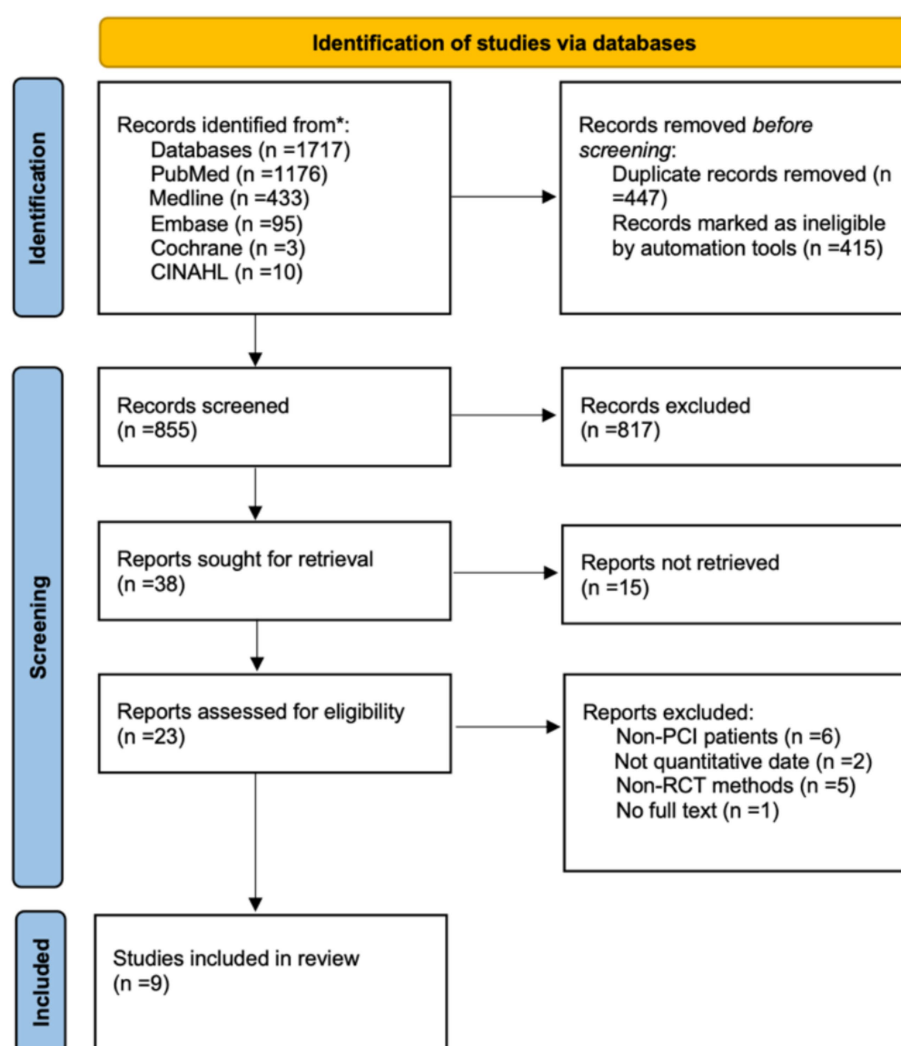 Identification of studies via databases
Identification
Records identified from*:
Databases (n =1717)
PubMed (n =1176)
Medline (n =433)
Embase (n =95)
Cochrane (n =3)
CINAHL (n =10)
Records removed before
screening:
Duplicate records removed (n
=447)
Records marked as ineligible
by automation tools (n =415)
Screening
Records screened
(n =855)
Records excluded
(n =817)
Reports sought for retrieval
(n =38)
Reports not retrieved
(n =15)
Reports assessed for eligibility
(n =23)
Reports excluded:
Non-PCI patients (n =6)
Not quantitative date (n =2)
Non-RCT methods (n =5)
No full text (n =1)
Included
Studies included in review
(n =9)